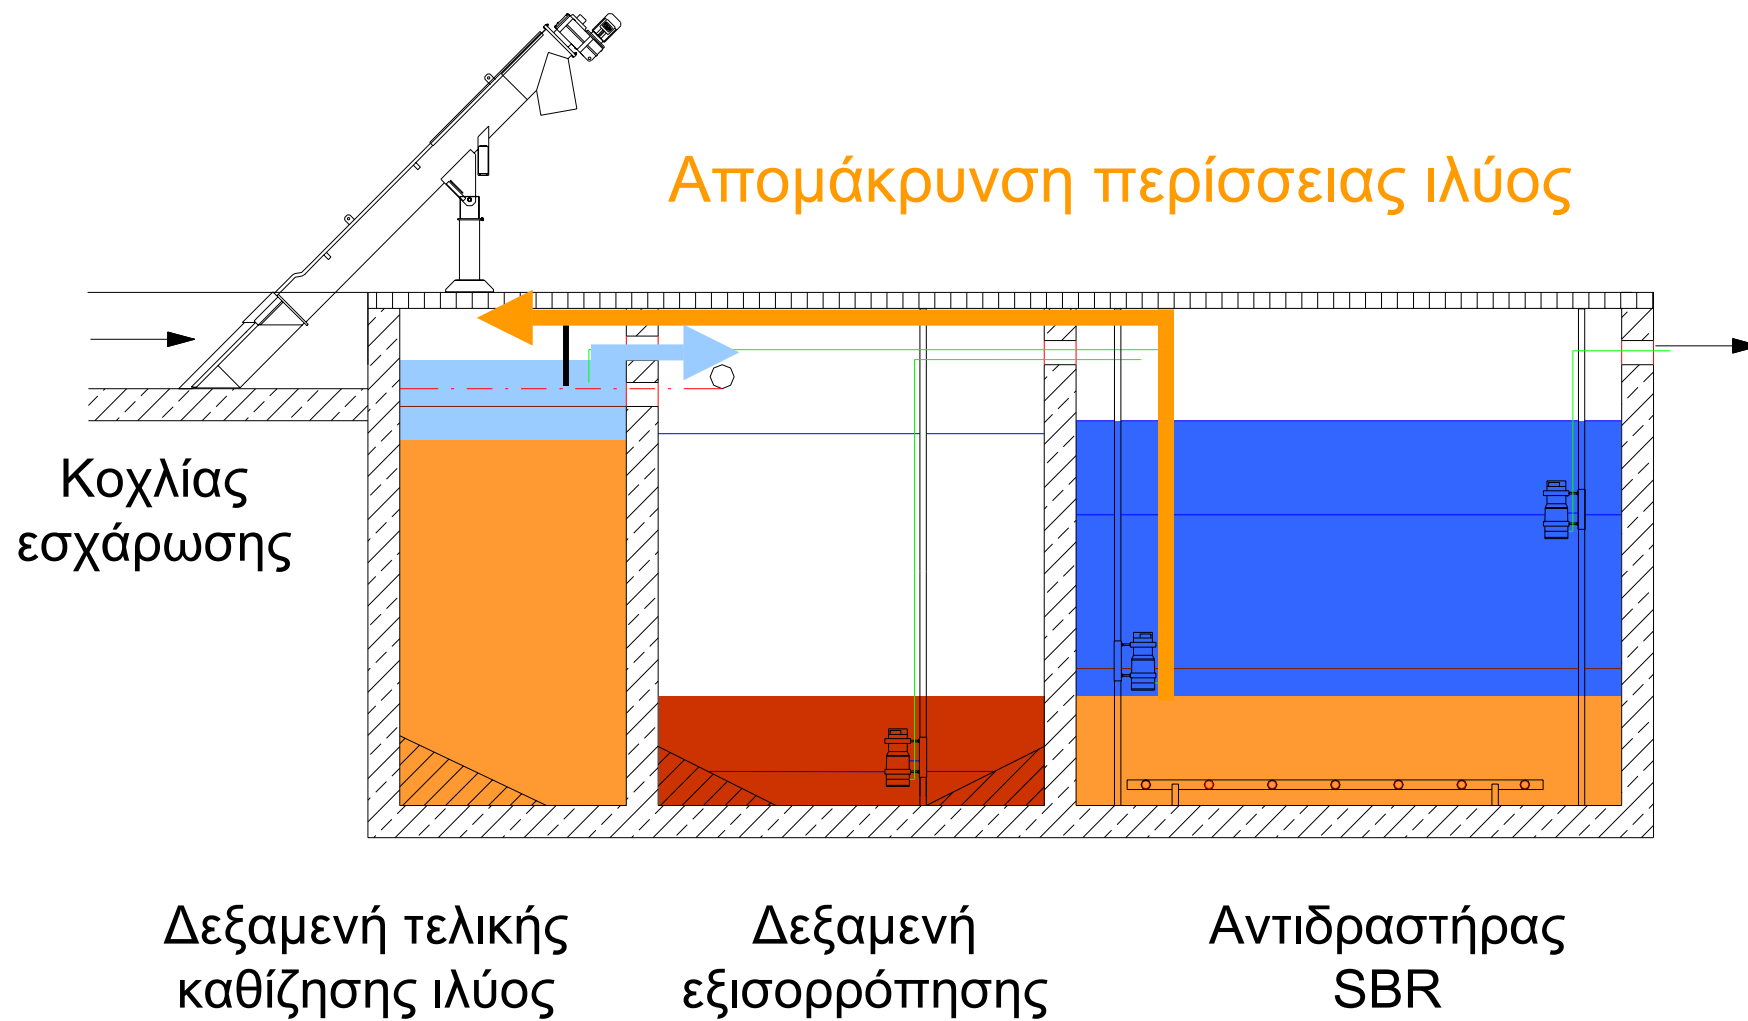 Απομάκρυνση περίσσειας ιλύος
Κοχλίας
εσχάρωσης
Δεξαμενή τελικής
καθίζησης ιλύος
Δεξαμενή
εξισορρόπησης
Αντιδραστήρας
SBR